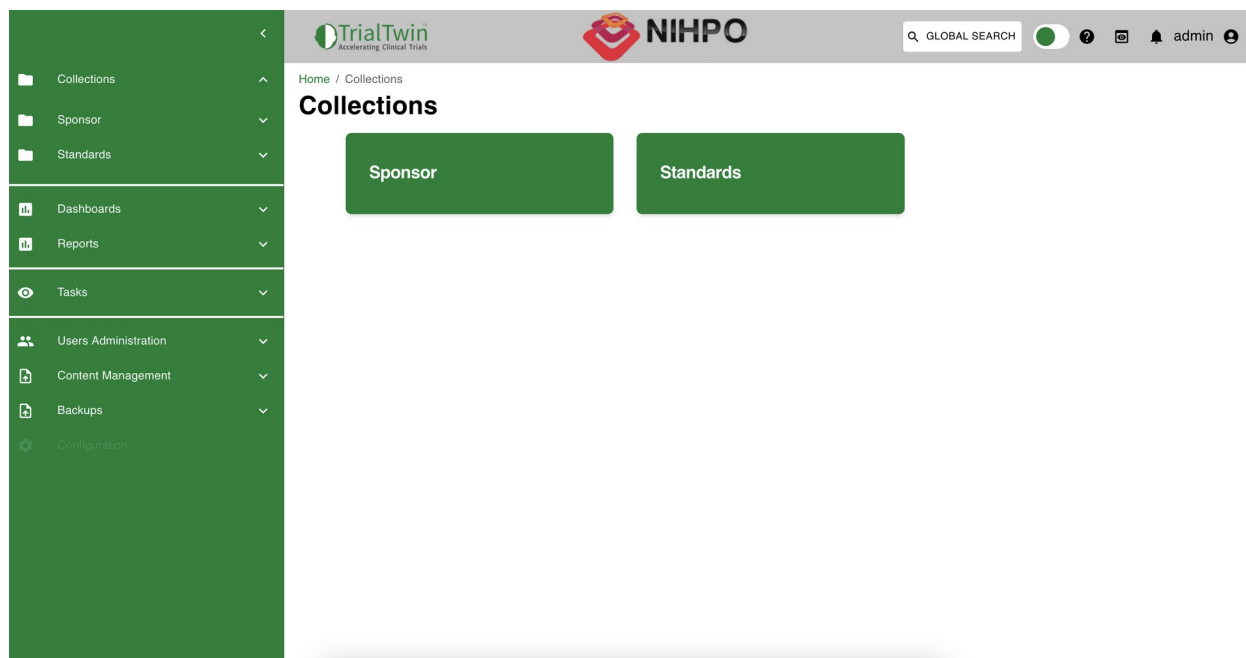 TrialTwin
Accelerating Clinical Trials
NIHPO
GLOBAL SEARCH
admin
Collections
Sponsor
Standards
Dashboards
Reports
Tasks
Users Administration
Content Management
Backups
Configuration
Home / Collections
Collections
Sponsor
Standards